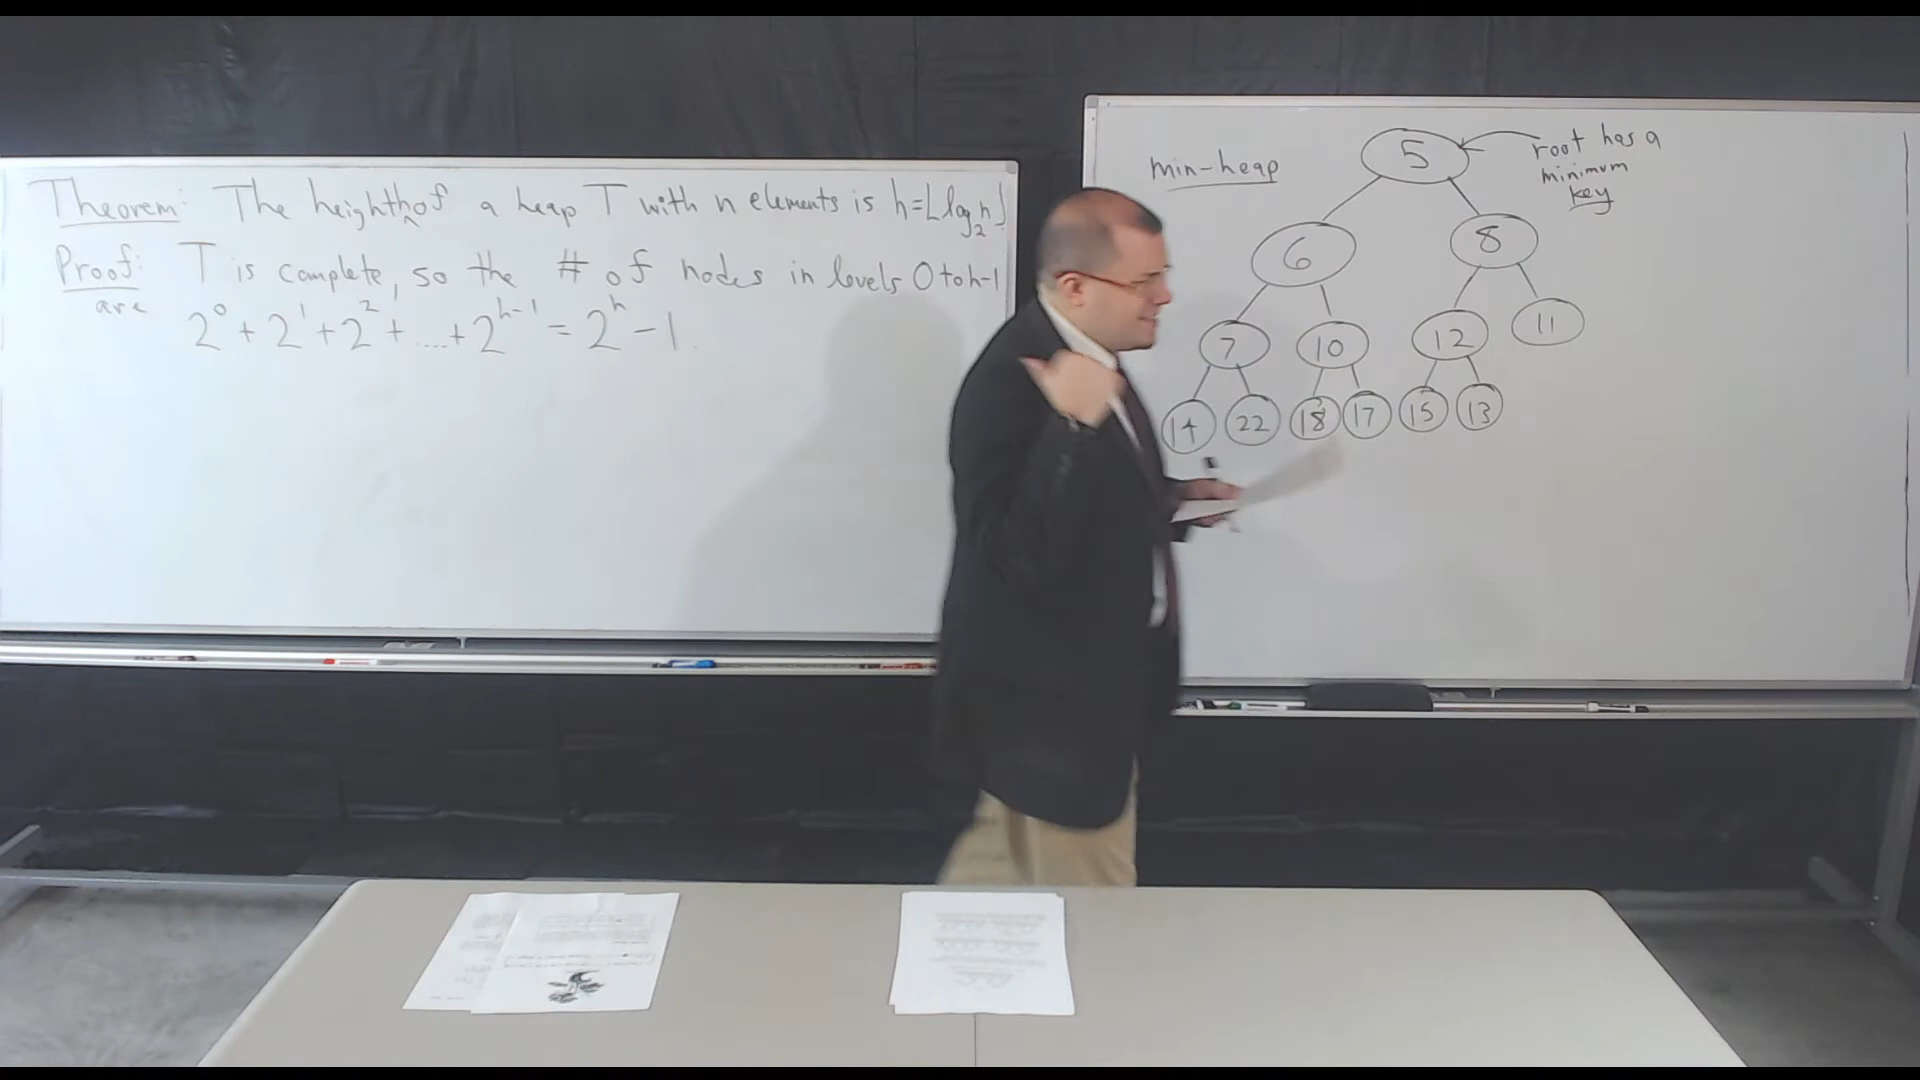 Theorem: The height h of a heap T with n elements is h=⌊log₂n⌋
Proof: T is complete, so the # of nodes in levels 0 to h-1
are 2⁰ + 2¹ + 2² + .... + 2ʰ⁻¹ = 2ʰ - 1.
min-heap
root has a
minimum
key
5
6 8
7 10 12 11
14 22 18 17 15 13